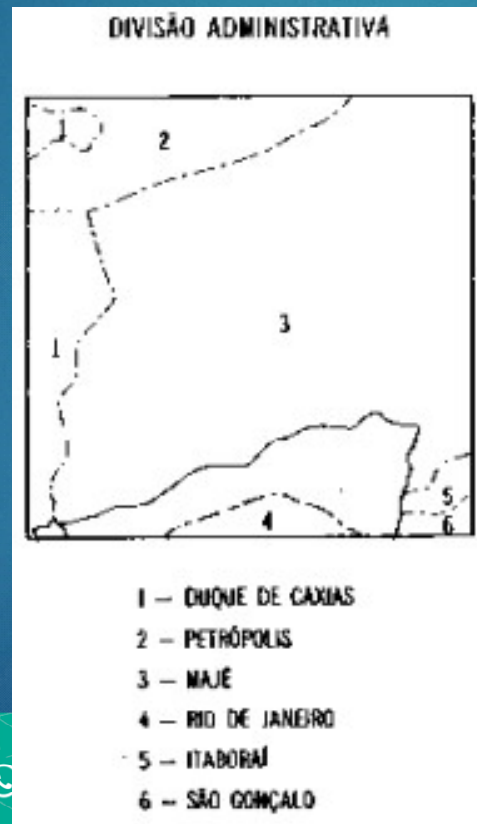 DIVISÃO ADMINISTRATIVA
2
3
1
4
5
6
1 – DUQUE DE CAXIAS
2 – PETRÓPOLIS
3 – MAJÉ
4 – RIO DE JANEIRO
5 – ITABORAÍ
6 – SÃO GONÇALO